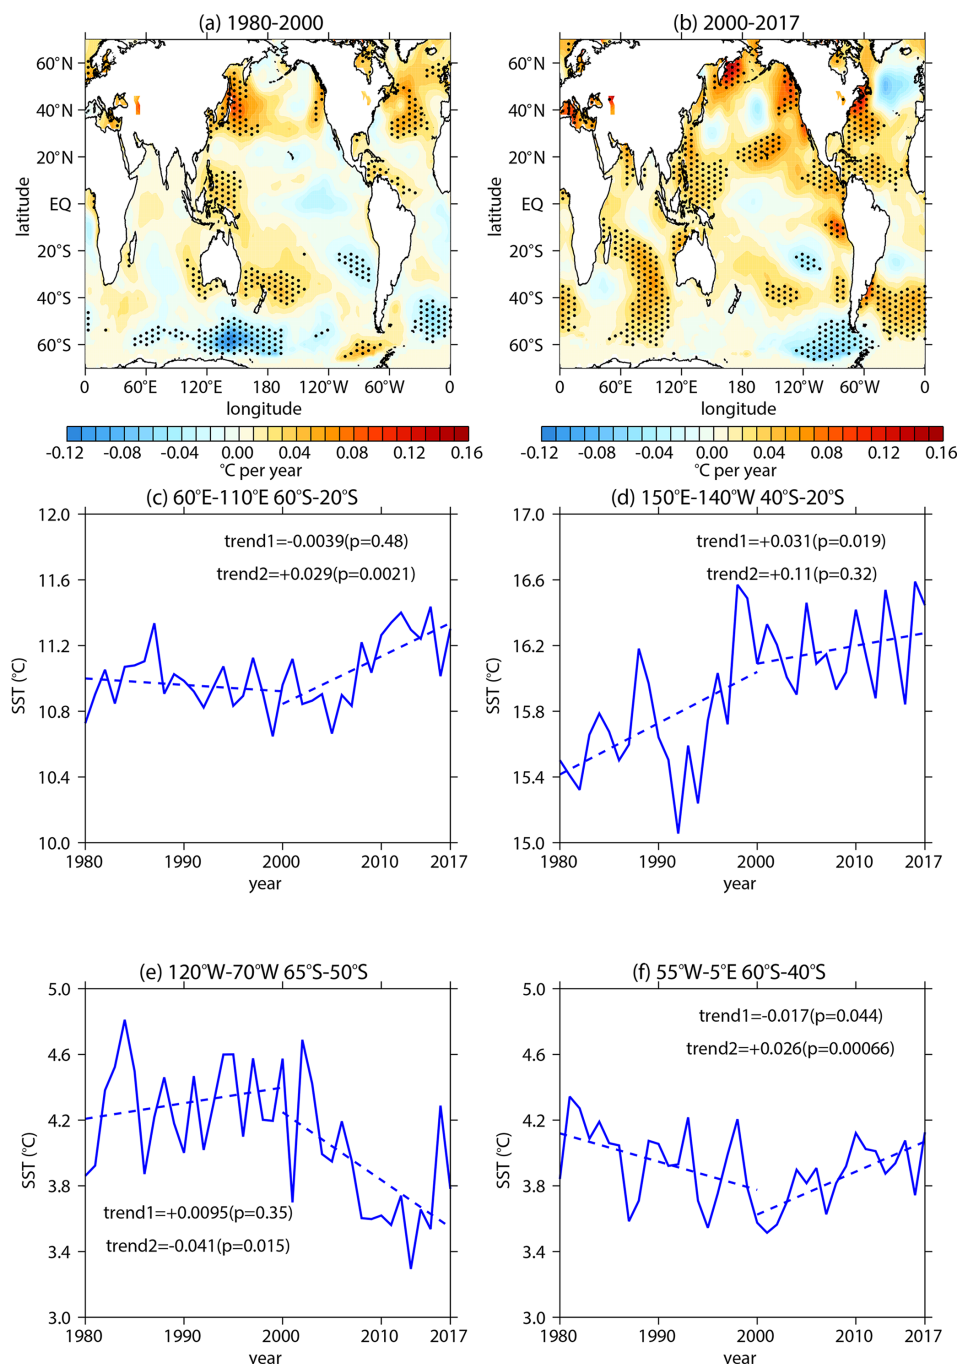 (a) 1980-2000
(b) 2000-2017
60°N
40°N
20°N
EQ
20°S
40°S
60°S
latitude
0 60°E 120°E 180 120°W 60°W 0
longitude
60°N
40°N
20°N
EQ
20°S
40°S
60°S
latitude
0 60°E 120°E 180 120°W 60°W 0
longitude
-0.12 -0.08 -0.04 0.00 0.04 0.08 0.12 0.16
°C per year
-0.12 -0.08 -0.04 0.00 0.04 0.08 0.12 0.16
°C per year
(c) 60°E-110°E 60°S-20°S
12.0
11.6
11.2
10.8
10.4
10.0
SST (°C)
trend1=-0.0039(p=0.48)
trend2=+0.029(p=0.0021)
1980 1990 2000 2010 2017
year
(d) 150°E-140°W 40°S-20°S
17.0
16.6
16.2
15.8
15.4
15.0
SST (°C)
trend1=+0.031(p=0.019)
trend2=+0.11(p=0.32)
1980 1990 2000 2010 2017
year
(e) 120°W-70°W 65°S-50°S
5.0
4.6
4.2
3.8
3.4
3.0
SST (°C)
trend1=+0.0095(p=0.35)
trend2=-0.041(p=0.015)
1980 1990 2000 2010 2017
year
(f) 55°W-5°E 60°S-40°S
5.0
4.6
4.2
3.8
3.4
3.0
SST (°C)
trend1=-0.017(p=0.044)
trend2=+0.026(p=0.00066)
1980 1990 2000 2010 2017
year